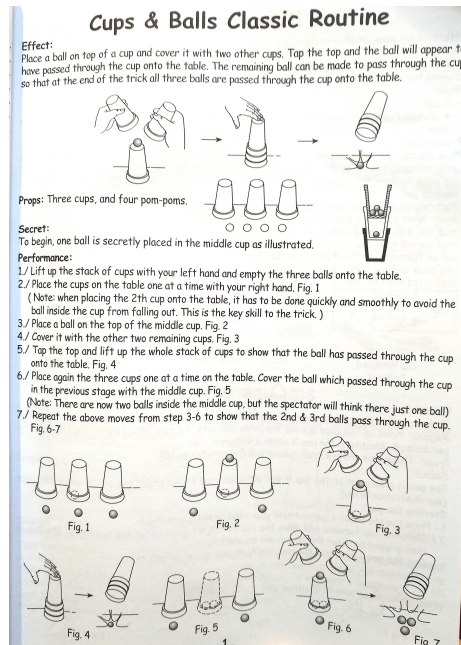 Cups & Balls Classic Routine
Effect:
Place a ball on top of a cup and cover it with two other cups. Tap the top and the ball will appear
have passed through the cup onto the table. The remaining ball can be made to pass through the
so that at the end of the trick all three balls are passed through the cup onto the table.
Props: Three cups, and four pom-poms.
Secret:
To begin, one ball is secretly placed in the middle cup as illustrated.
Performance:
1./ Lift up the stack of cups with your left hand and empty the three balls onto the table.
2./ Place the cups on the table one at a time with your right hand. Fig. 1
( Note: when placing the 2th cup onto the table, it has to be done quickly and smoothly to avoid the
ball inside the cup from falling out. This is the key skill to the trick. )
3./ Place a ball on the top of the middle cup. Fig. 2
4./ Cover it with the other two remaining cups. Fig. 3
5./ Tap the top and lift up the whole stack of cups to show that the ball has passed through the cup
onto the table. Fig. 4
6./ Place again the three cups one at a time on the table. Cover the ball which passed through the cup
in the previous stage with the middle cup. Fig. 5
(Note: There are now two balls inside the middle cup, but the spectator will think there just one ball)
7./ Repeat the above moves from step 3-6 to show that the 2nd & 3rd balls pass through the cup.
Fig. 6-7
Fig. 1
Fig. 2
Fig. 3
Fig. 4
Fig. 5
Fig. 6
Fig. 7
1